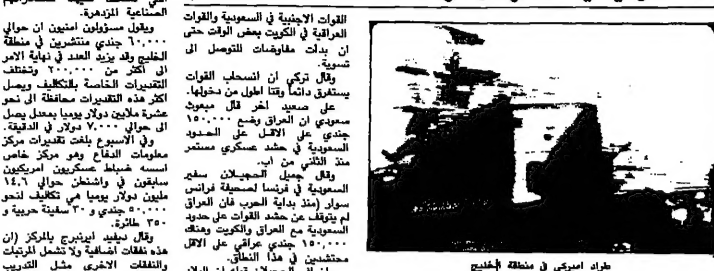 القوات الاجنبية في السعودية والقوات
العراقية في الكويت بعض الوقت حتى
ان بدات مفاوضات للتوصل الى
تسوية.
وقال تركي ان انسحاب القوات
يستغرق دائما وقتا اطول من دخولها.
على صعيد اخر قال مبعوث
سعودي ان العراق وضع ١٥٠,٠٠٠
جندي على الاقل على الحدود
السعودية في حشد عسكري مستمر
منذ الثاني من آب.
وقال جميل الحجيلان سفير
السعودية في فرنسا لصحيفة فرانس
سوار (منذ بداية الحرب فان العراق
لم يتوقف عن حشد القوات على حدود
السعودية مع العراق والكويت وهناك
١٥٠,٠٠٠ جندي عراقي على الاقل
محتشدين في هذا النطاق.
الصناعية المزدهرة.
ويقول مسؤولون امنيون ان حوالي
٦٠,٠٠٠ جندي منتشرين في منطقة
الخليج وقد يزيد العدد في نهاية الامر
الى اكثر من ٢٠٠,٠٠٠ وتختلف
التقديرات الخاصة بالتكاليف ويصل
اكثر هذه التقديرات محافظة الى نحو
عشرة ملايين دولار يوميا بمعدل يصل
الى حوالي ٧,٠٠٠ دولار في الدقيقة.
وفي الاسبوع بلغت تقديرات مركز
معلومات الدفاع وهو مركز خاص
اسسه ضباط عسكريون امريكيون
سابقون في واشنطن حوالي ١٤,٦
مليون دولار يوميا هي تكاليف لنحو
٥٠,٠٠٠ جندي و ٣٠ سفينة حربية و
٣٥٠ طائرة.
وقال ديفيد ايزنبرج بالمركز (ان
هذه نفقات اضافية ولا تشمل المرتبات
والنفقات الاخرى مثل التدريب
طراد اميركي في منطقة الخليج